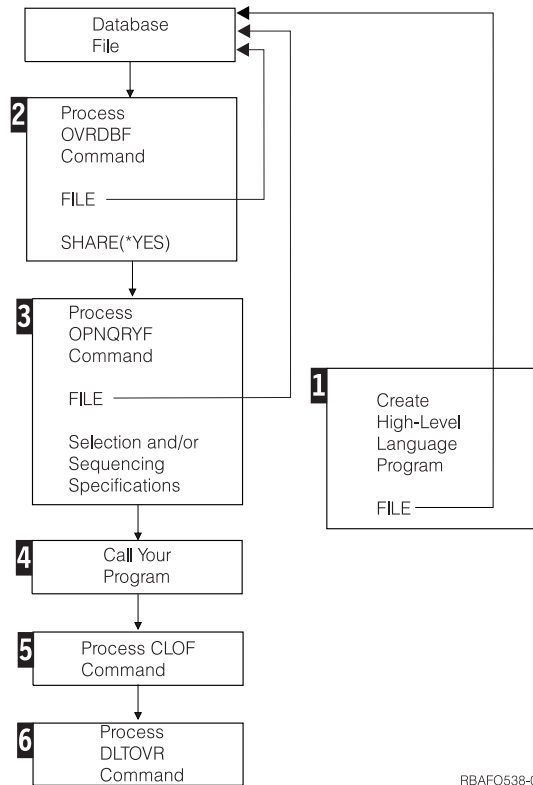 Database
File
2
Process
OVRDBF
Command
FILE
SHARE(*YES)
3
Process
OPNQRYF
Command
FILE
Selection and/or
Sequencing
Specifications
1
Create
High-Level
Language
Program
FILE
4
Call Your
Program
5
Process CLOF
Command
6
Process
DLTOVR
Command
RBAFO538-0